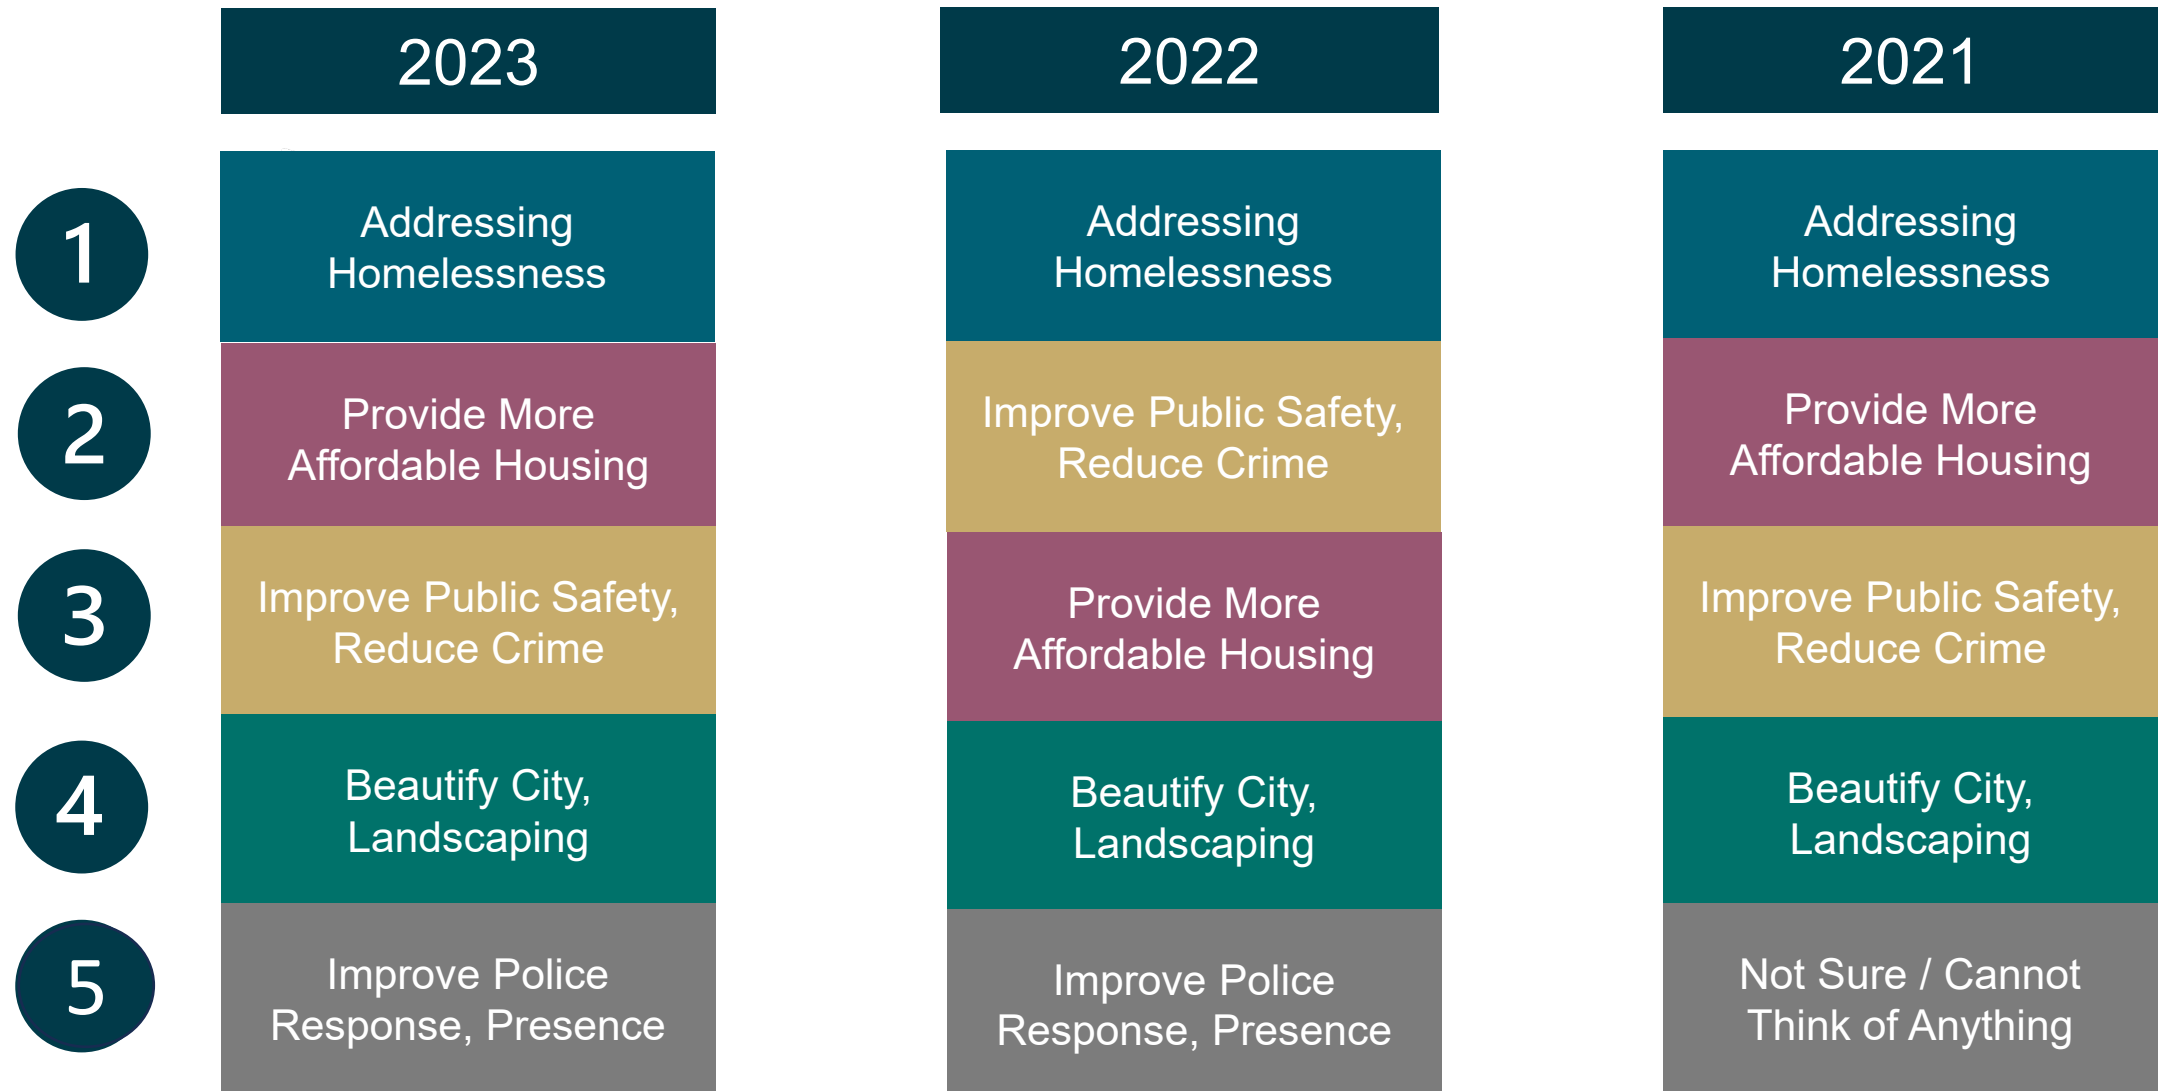 2023
2022
2021
1
Addressing
Homelessness
Addressing
Homelessness
Addressing
Homelessness
2
Provide More
Affordable Housing
Improve Public Safety,
Reduce Crime
Provide More
Affordable Housing
3
Improve Public Safety,
Reduce Crime
Provide More
Affordable Housing
Improve Public Safety,
Reduce Crime
4
Beautify City,
Landscaping
Beautify City,
Landscaping
Beautify City,
Landscaping
5
Improve Police
Response, Presence
Improve Police
Response, Presence
Not Sure / Cannot
Think of Anything